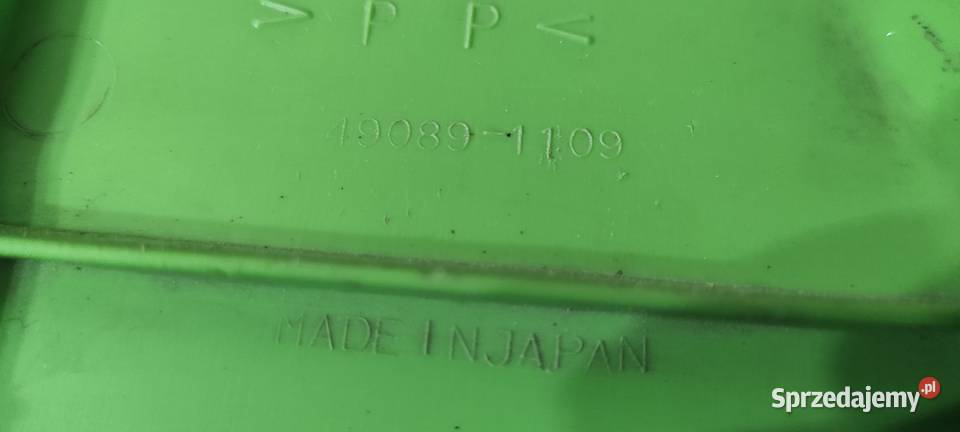 >PP<
49089-1109
MADE IN JAPAN
Sprzedajemy.pl